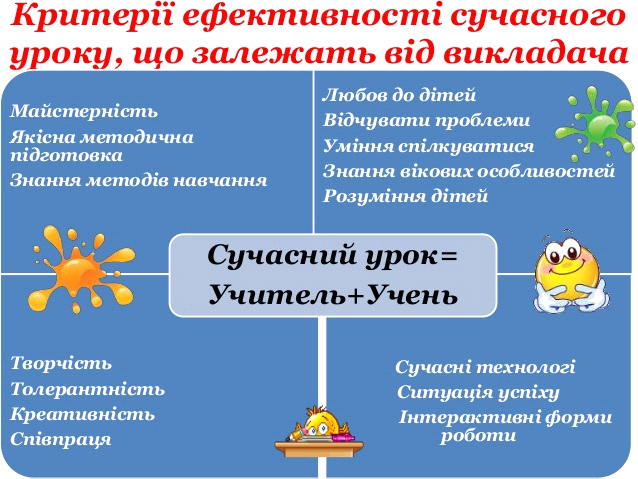 Критерії ефективності сучасного
уроку, що залежать від викладача
Майстерність
Якісна методична
підготовка
Знання методів навчання
Любов до дітей
Відчувати проблеми
Уміння спілкуватися
Знання вікових особливостей
Розуміння дітей
Сучасний урок=
Учитель+Учень
Творчість
Толерантність
Креативність
Співпраця
Сучасні технологі
Ситуація успіху
Інтерактивні форми
роботи